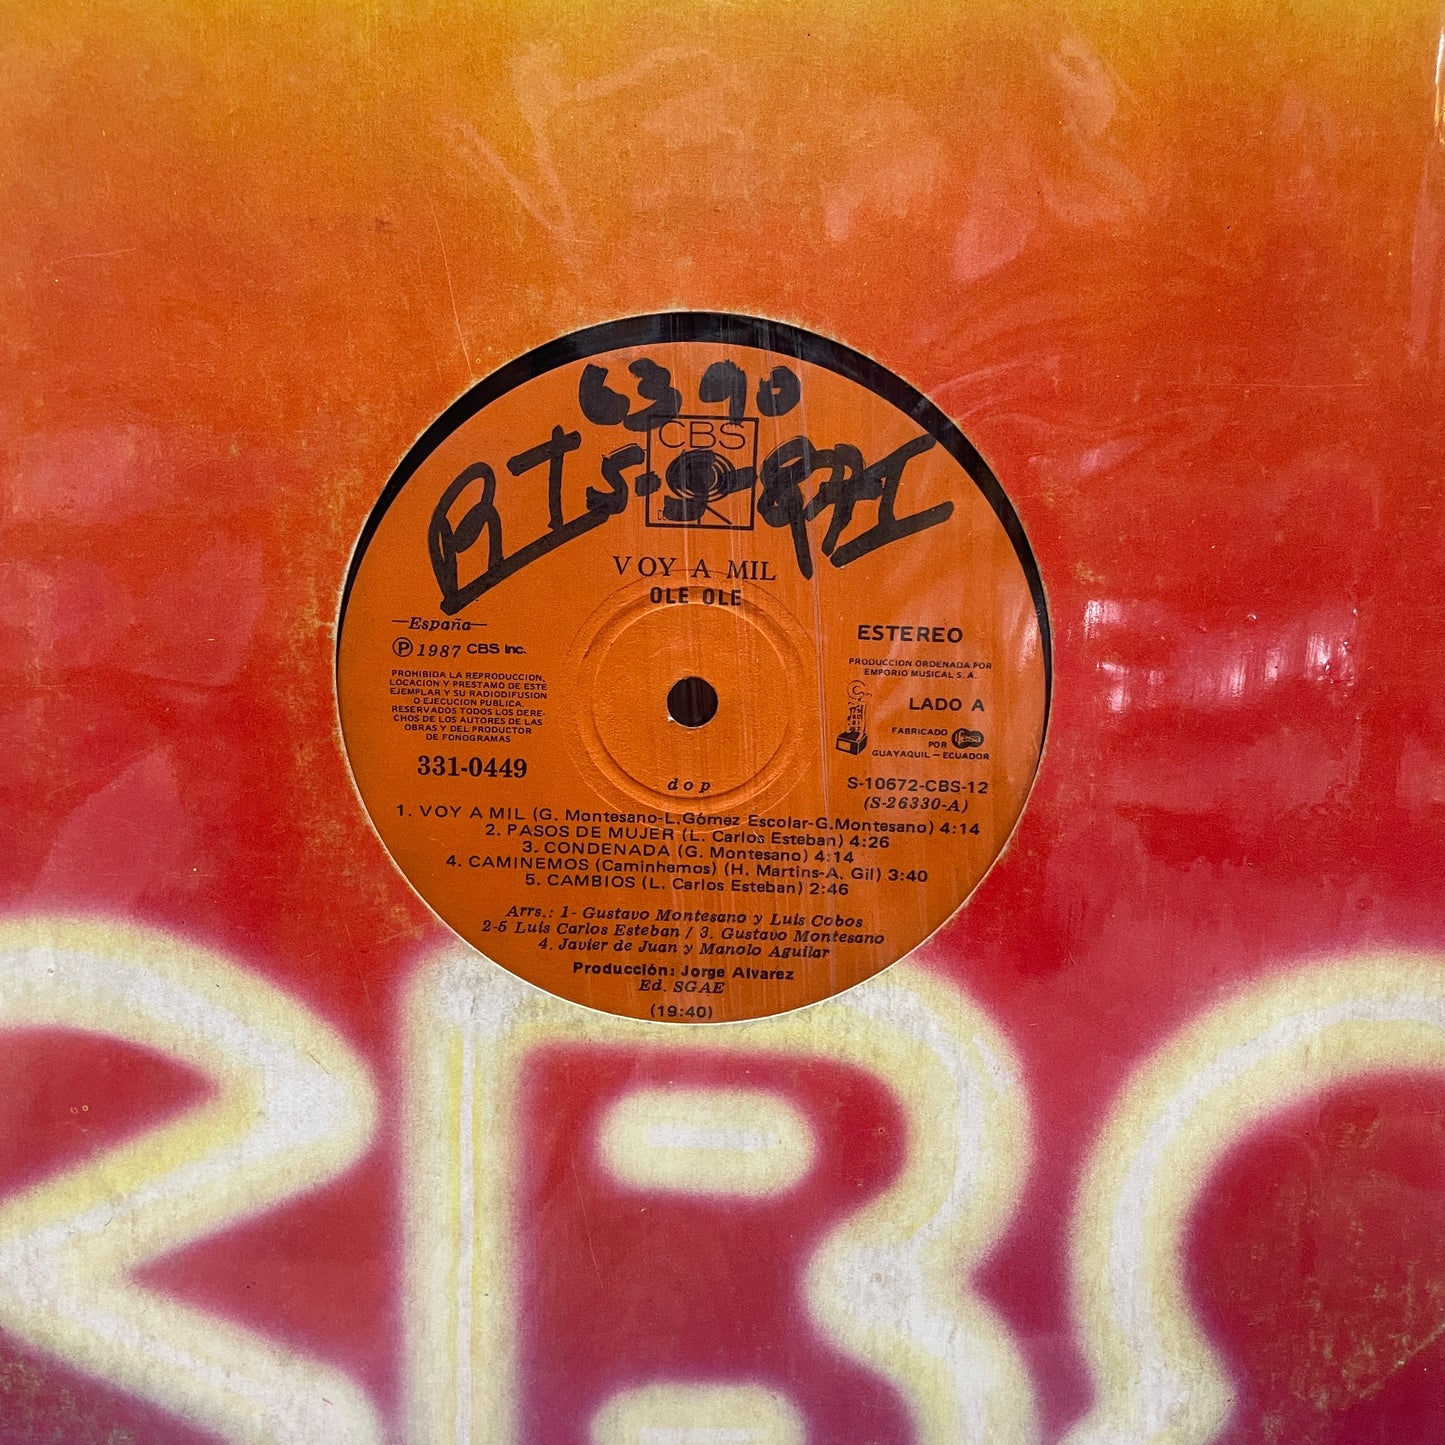 6390
CBS
VOY A MIL
OLE OLE
—España—
Ⓟ 1987 CBS Inc.
PROHIBIDA LA REPRODUCCION,
LOCACION Y PRESTAMO DE ESTE
EJEMPLAR Y SU RADIODIFUSION
O EJECUCION PUBLICA.
RESERVADOS TODOS LOS DERE-
CHOS DE LOS AUTORES DE LAS
OBRAS Y DEL PRODUCTOR
DE FONOGRAMAS
331-0449
ESTEREO
PRODUCCION ORDENADA POR
EMPORIO MUSICAL S. A.
LADO A
FABRICADO
POR ifesa
GUAYAQUIL — ECUADOR
S-10672-CBS-12
(S-26330-A)
dop
1. VOY A MIL (G. Montesano-L.Gómez Escolar-G.Montesano) 4:14
2. PASOS DE MUJER (L. Carlos Esteban) 4:26
3. CONDENADA (G. Montesano) 4:14
4. CAMINEMOS (Caminhemos) (H. Martins-A. Gil) 3:40
5. CAMBIOS (L. Carlos Esteban) 2:46
Arrs.: 1- Gustavo Montesano y Luis Cobos
2-5 Luis Carlos Esteban / 3. Gustavo Montesano
4. Javier de Juan y Manolo Aguilar
Producción: Jorge Alvarez
Ed. SGAE
(19:40)